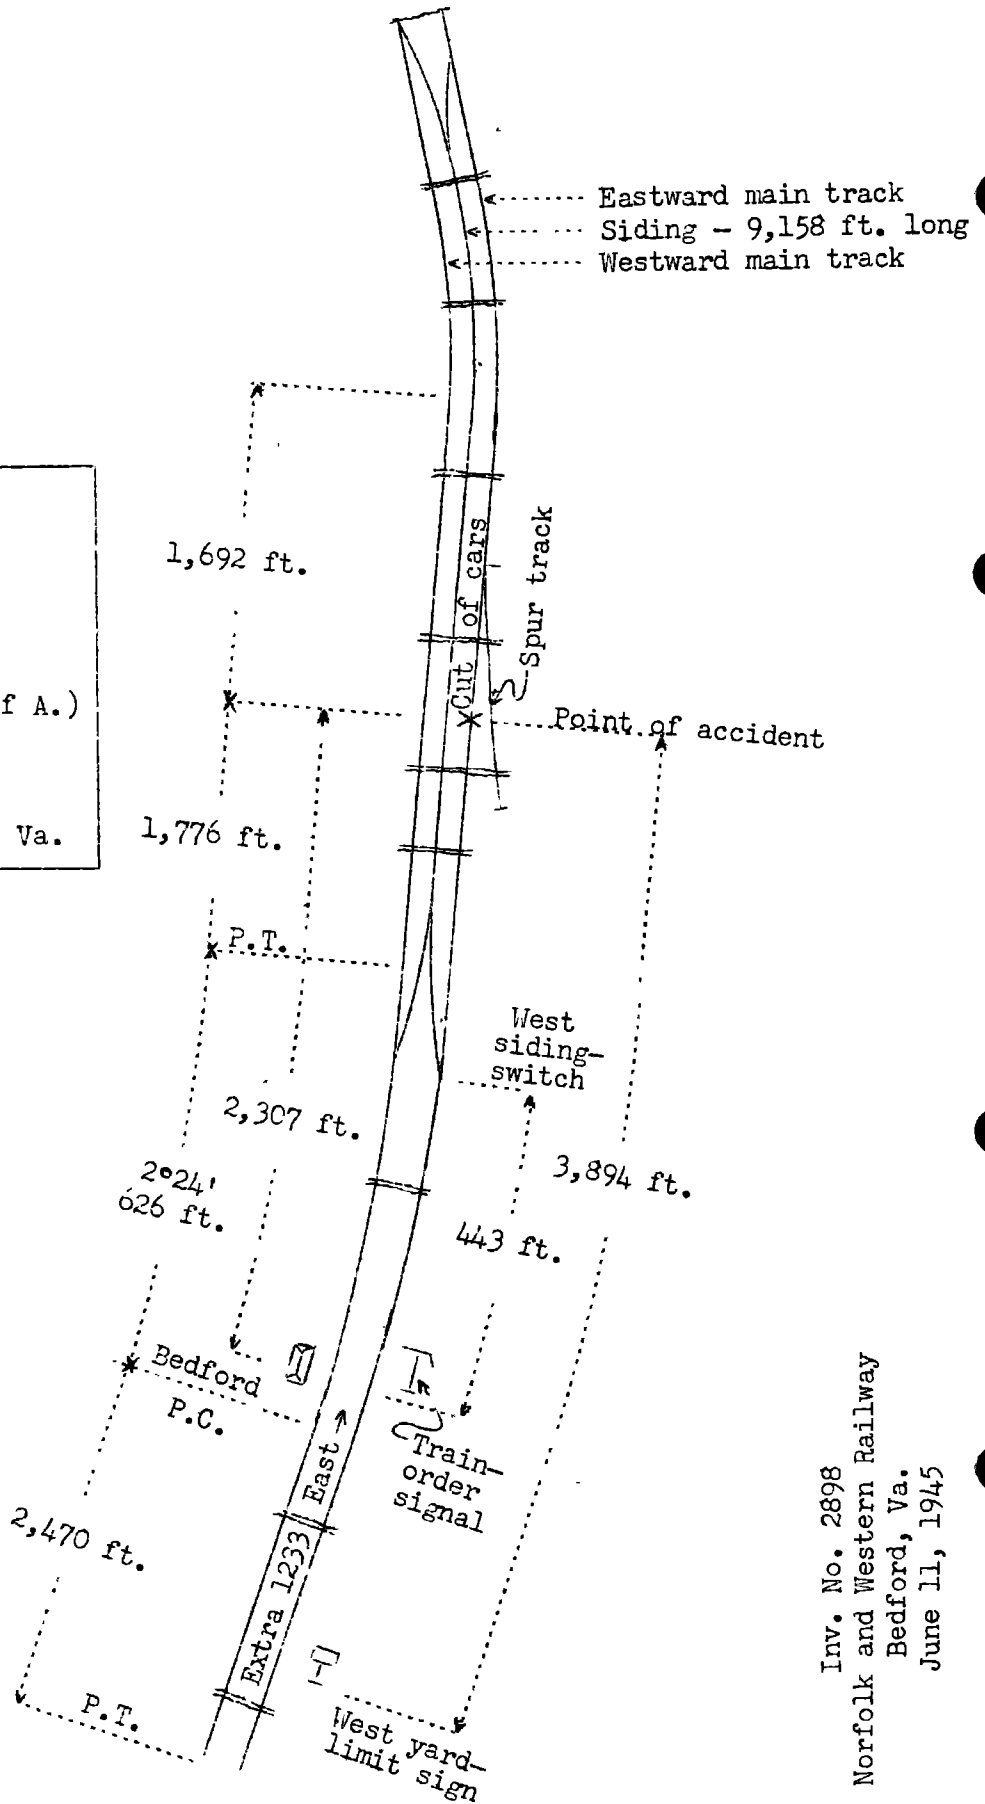 Eastward main track
Siding - 9,158 ft. long
Westward main track
1,692 ft.
Cut of cars
Spur track
f A.)
Point of accident
Va.
1,776 ft.
P.T.
West
siding-
switch
2,307 ft.
3,894 ft.
2°24'
626 ft.
443 ft.
Bedford
P.C.
Train-
order
signal
East
Extra 1233
2,470 ft.
P.T.
West yard-
limit sign
Inv. No. 2898
Norfolk and Western Railway
Bedford, Va.
June 11, 1945